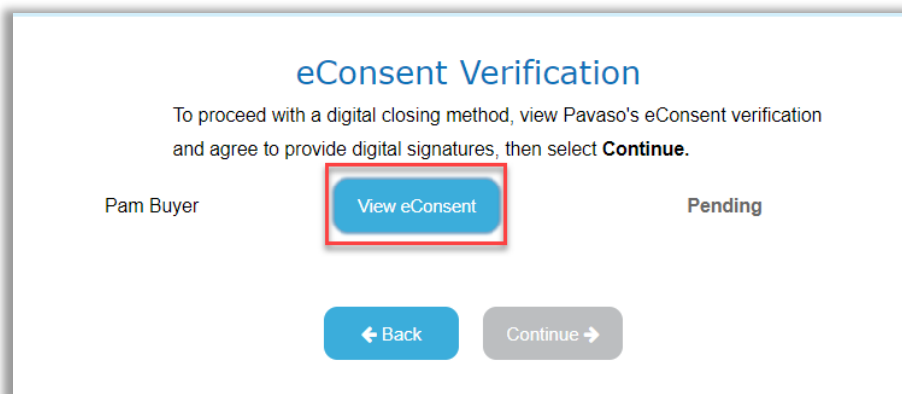 eConsent Verification
To proceed with a digital closing method, view Pavaso's eConsent verification
and agree to provide digital signatures, then select Continue.
Pam Buyer View eConsent Pending
Back Continue